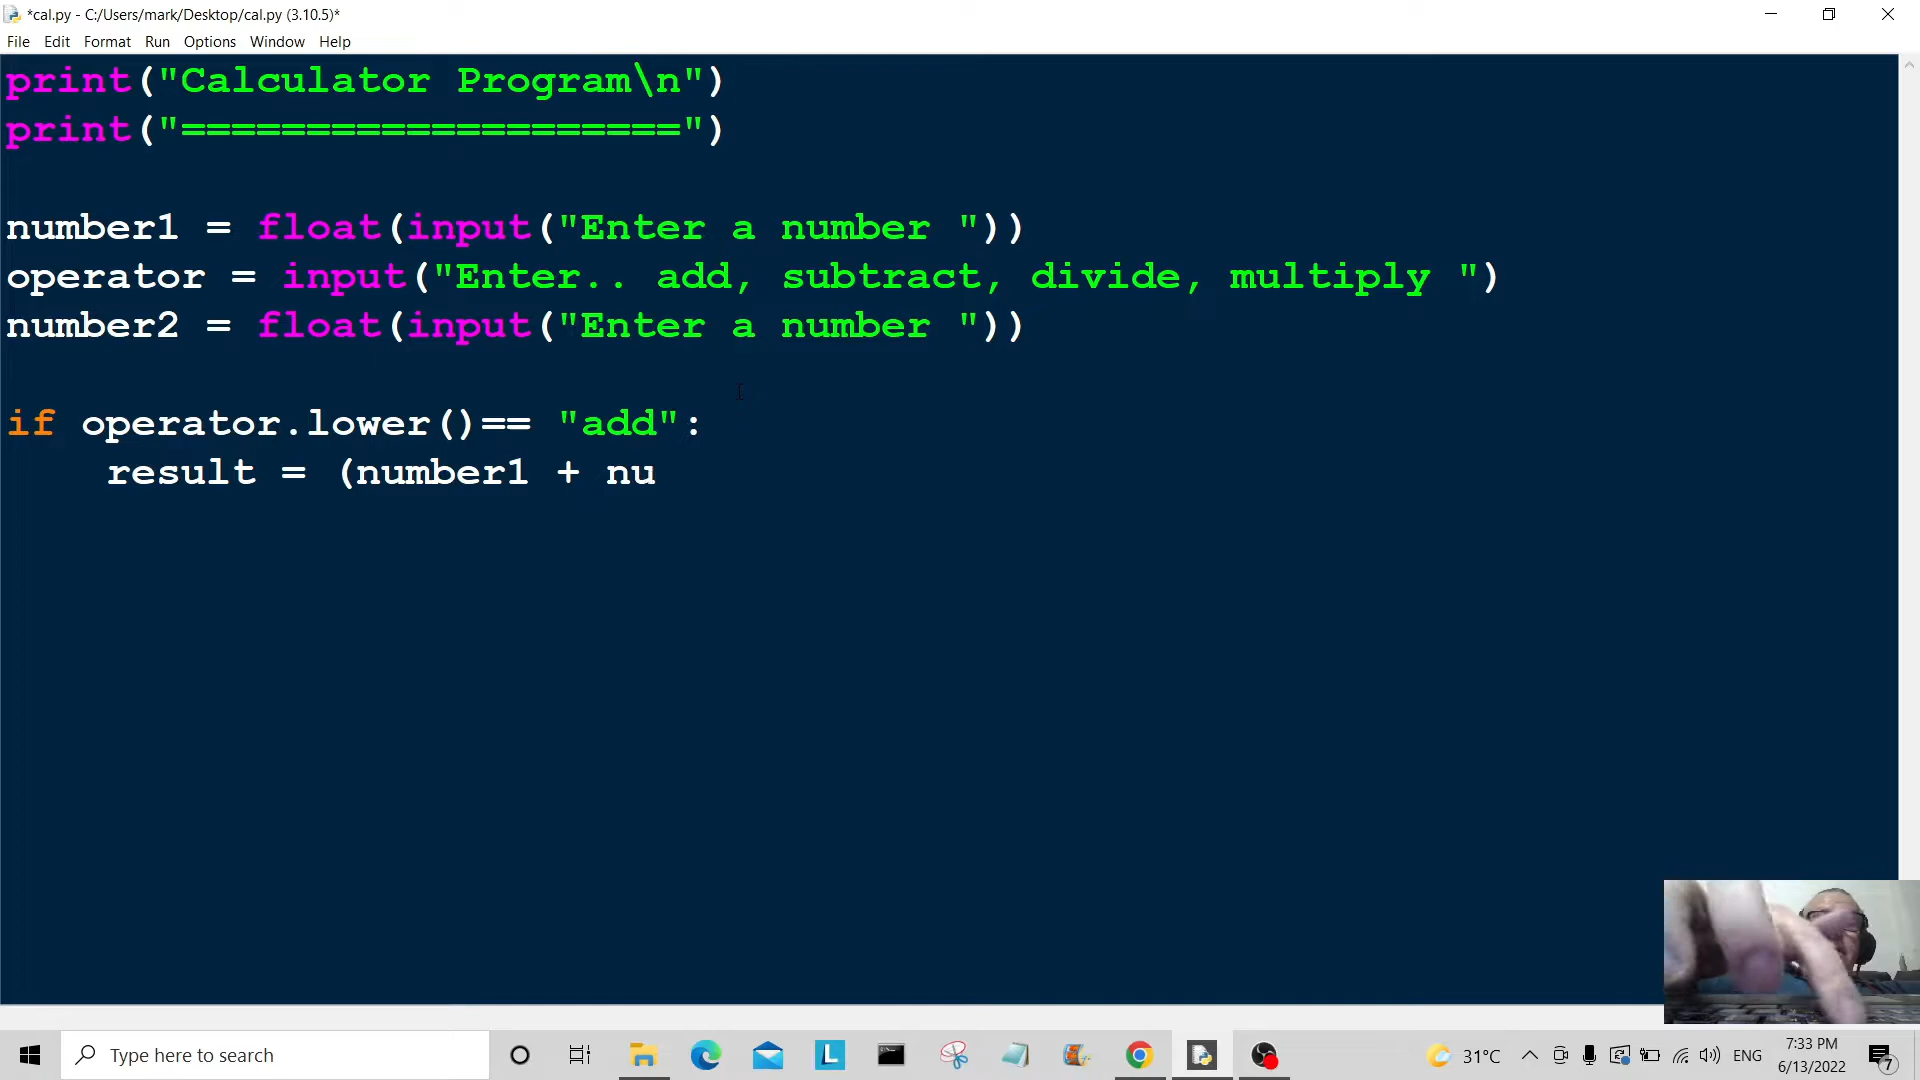 *cal.py - C:/Users/mark/Desktop/cal.py (3.10.5)*
File Edit Format Run Options Window Help
print("Calculator Program\n")
print("====================")
number1 = float(input("Enter a number "))
operator = input("Enter.. add, subtract, divide, multiply ")
number2 = float(input("Enter a number "))
if operator.lower()== "add":
    result = (number1 + nu
Type here to search
L
31°C
ENG
7:33 PM
6/13/2022
7